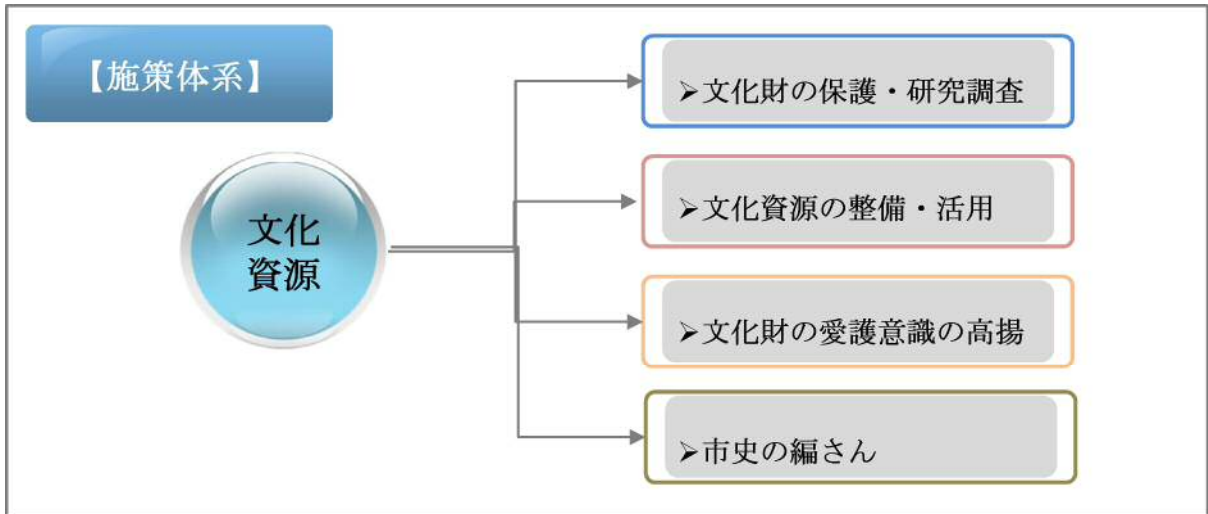 【施策体系】
文化
資源
➢文化財の保護・研究調査
➢文化資源の整備・活用
➢文化財の愛護意識の高揚
➢市史の編さん